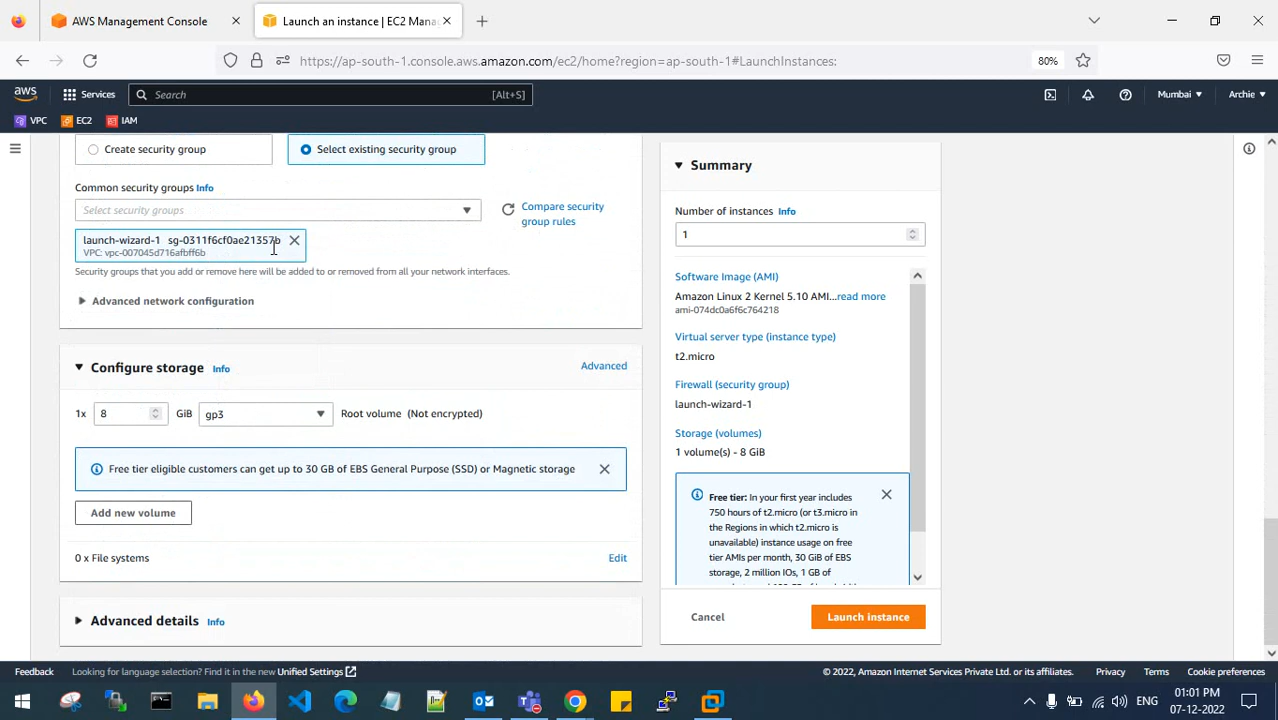 AWS Management Console
Launch an instance | EC2 Mana
https://ap-south-1.console.aws.amazon.com/ec2/home?region=ap-south-1#LaunchInstances:
80%
aws
Services
Search
[Alt+S]
Mumbai
Archie
VPC
EC2
IAM
Create security group
Select existing security group
Common security groups Info
Select security groups
Compare security
group rules
launch-wizard-1 sg-0311f6cf0ae21357b
VPC: vpc-007045d716afbff6b
Security groups that you add or remove here will be added to or removed from all your network interfaces.
Advanced network configuration
Configure storage Info
Advanced
1x
8
GiB
gp3
Root volume (Not encrypted)
Free tier eligible customers can get up to 30 GB of EBS General Purpose (SSD) or Magnetic storage
Add new volume
0 x File systems
Edit
Advanced details Info
Summary
Number of instances Info
1
Software Image (AMI)
Amazon Linux 2 Kernel 5.10 AMI...read more
ami-074dc0a6f6c764218
Virtual server type (instance type)
t2.micro
Firewall (security group)
launch-wizard-1
Storage (volumes)
1 volume(s) - 8 GiB
Free tier: In your first year includes
750 hours of t2.micro (or t3.micro in
the Regions in which t2.micro is
unavailable) instance usage on free
tier AMIs per month, 30 GiB of EBS
storage, 2 million IOs, 1 GB of
Cancel
Launch instance
Feedback
Looking for language selection? Find it in the new Unified Settings
© 2022, Amazon Internet Services Private Ltd. or its affiliates.
Privacy
Terms
Cookie preferences
ENG
01:01 PM
07-12-2022